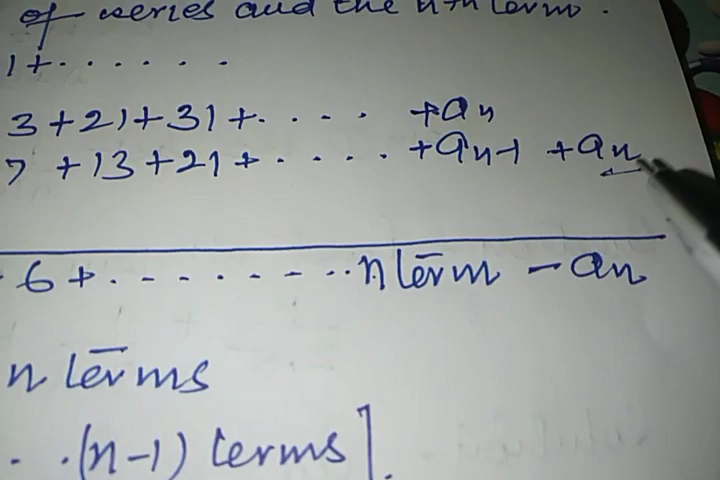 of series and the nth term.
1 + . . . . . .
3 + 21 + 31 + . . . . + an
7 + 13 + 21 + . . . . + an-1 + an
6 + . - - - - - - .. n term - an
n terms
. . (n-1) terms].